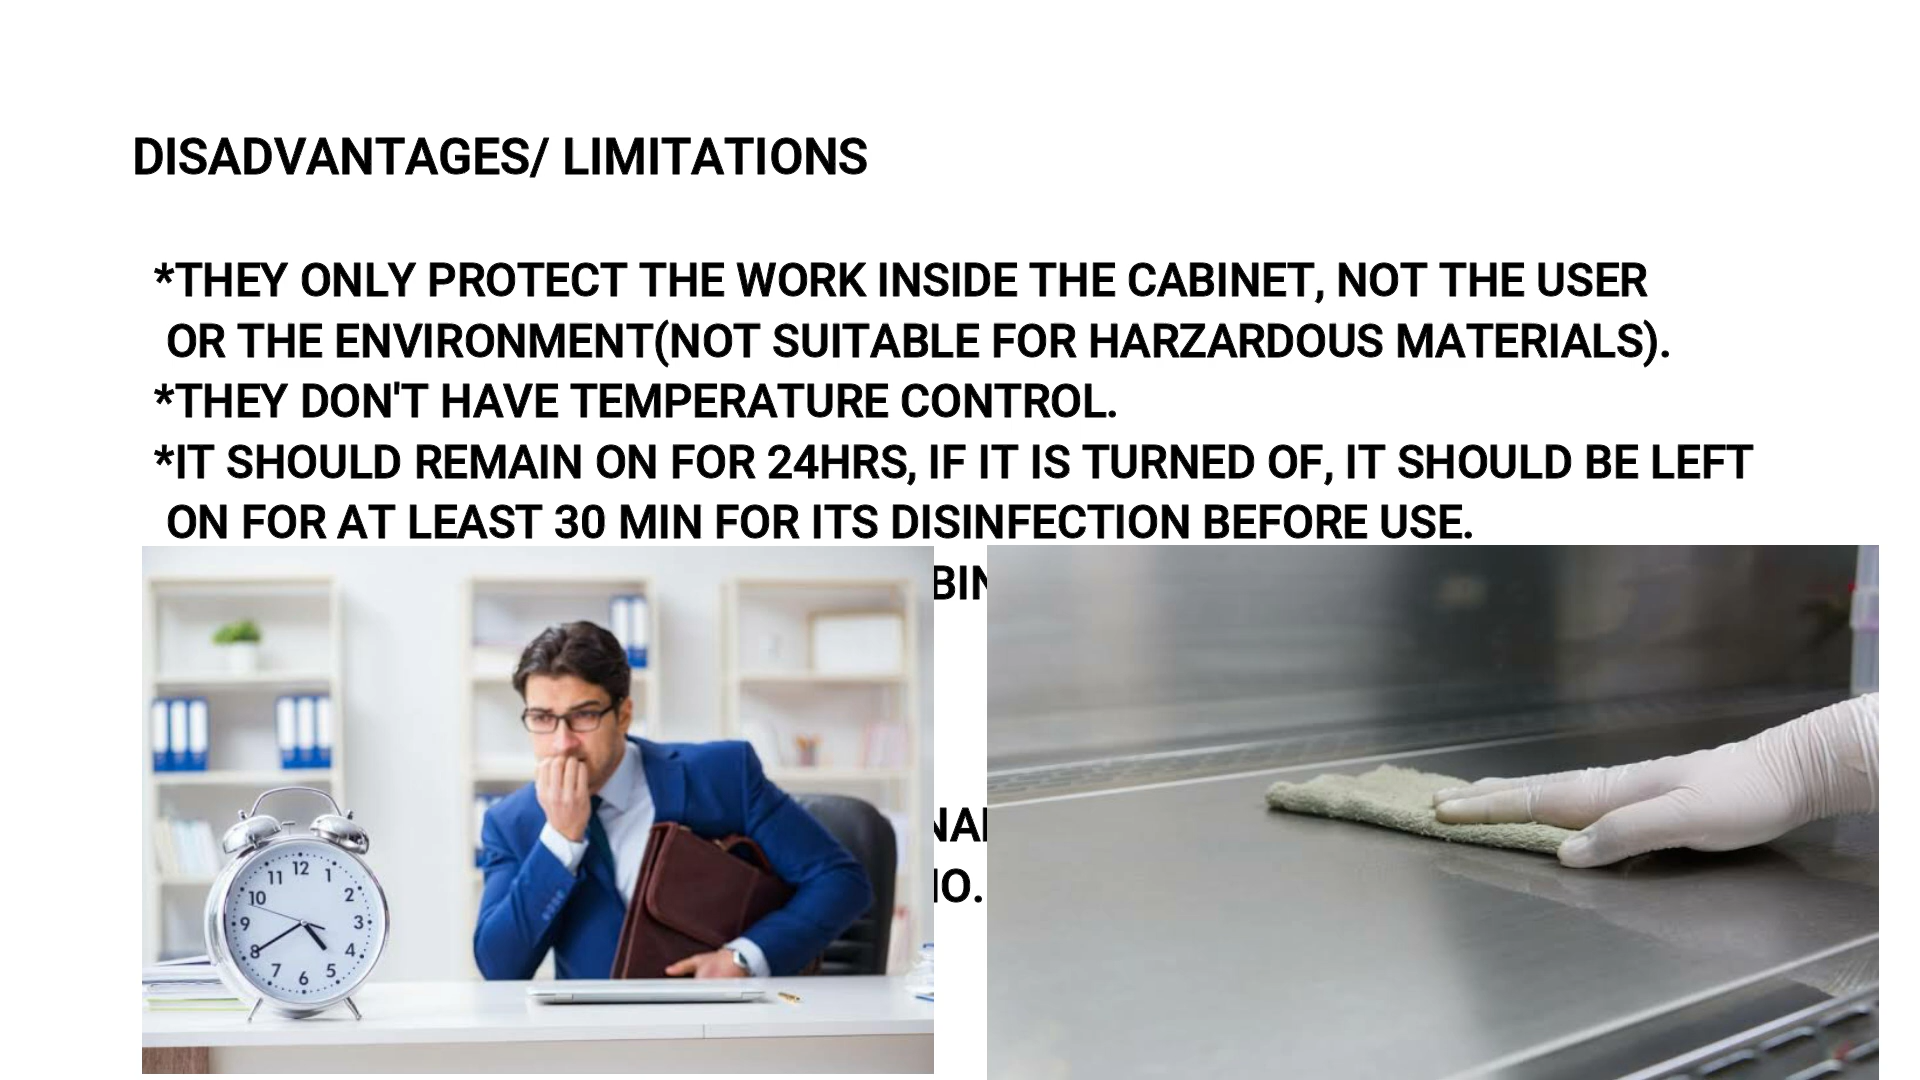 DISADVANTAGES/ LIMITATIONS
*THEY ONLY PROTECT THE WORK INSIDE THE CABINET, NOT THE USER
OR THE ENVIRONMENT(NOT SUITABLE FOR HARZARDOUS MATERIALS).
*THEY DON'T HAVE TEMPERATURE CONTROL.
*IT SHOULD REMAIN ON FOR 24HRS, IF IT IS TURNED OF, IT SHOULD BE LEFT
ON FOR AT LEAST 30 MIN FOR ITS DISINFECTION BEFORE USE.
12
11 1
10 2
9 3
8 4
7 5
6